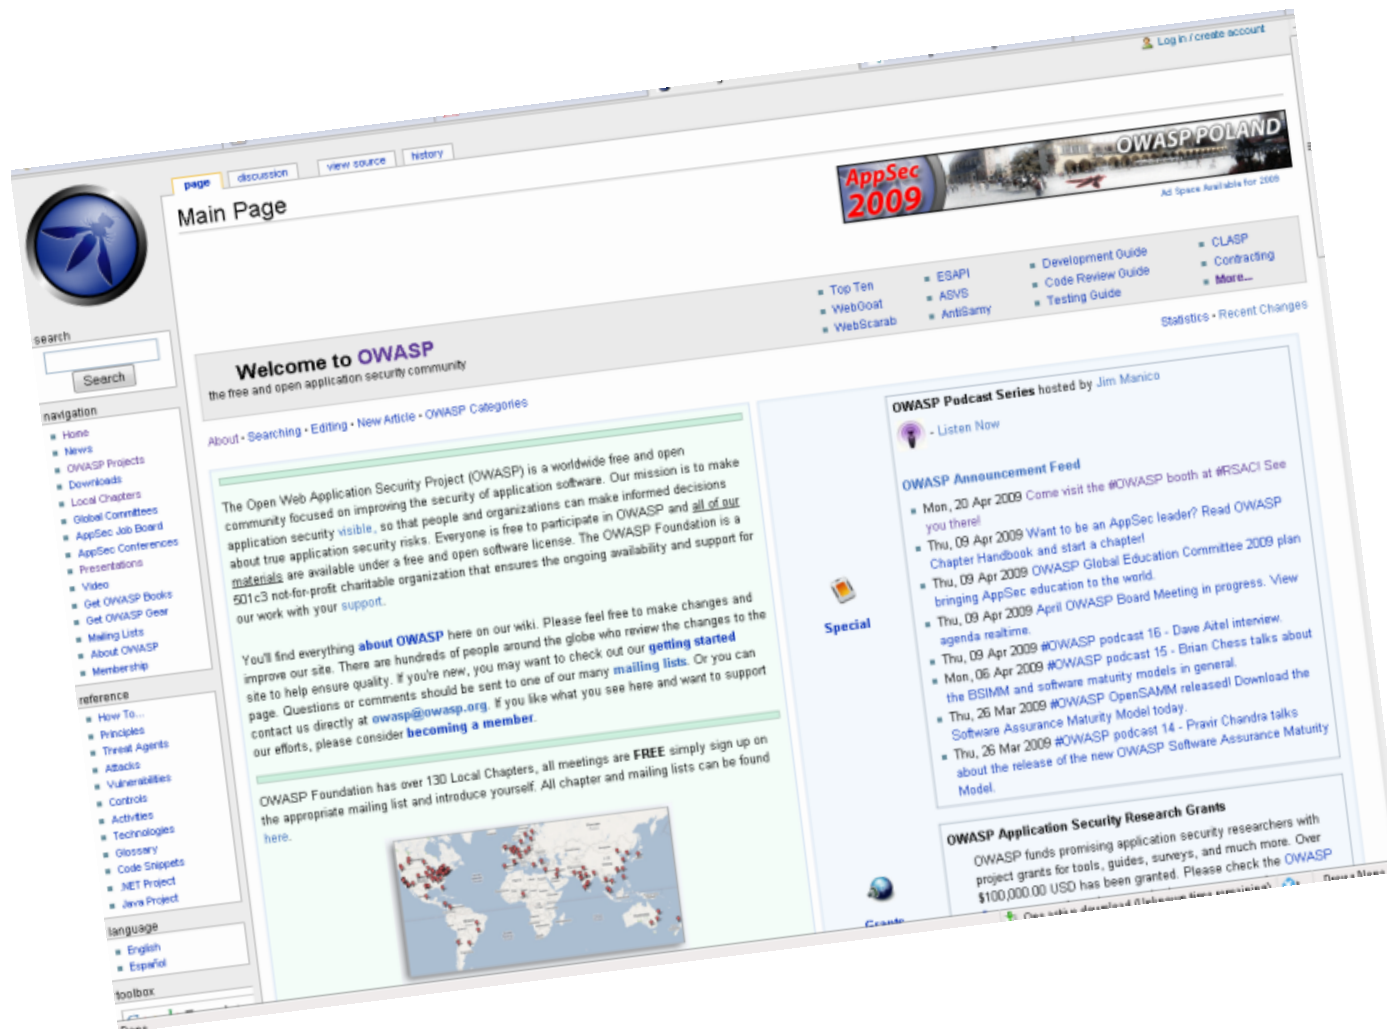 Log in / create account
page
discussion
view source
history
Main Page
AppSec
2009
OWASP POLAND
Ad Space Available for 2009
search
Search
navigation
Home
News
OWASP Projects
Downloads
Local Chapters
Global Committees
AppSec Job Board
AppSec Conferences
Presentations
Video
Get OWASP Books
Get OWASP Gear
Mailing Lists
About OWASP
Membership
reference
How To...
Principles
Threat Agents
Attacks
Vulnerabilities
Controls
Activities
Technologies
Glossary
Code Snippets
.NET Project
Java Project
language
English
Español
toolbox
Welcome to OWASP
the free and open application security community
Top Ten
WebGoat
WebScarab
ESAPI
ASVS
AntiSamy
Development Guide
Code Review Guide
Testing Guide
CLASP
Contracting
More...
Statistics • Recent Changes
About • Searching • Editing • New Article • OWASP Categories
The Open Web Application Security Project (OWASP) is a worldwide free and open
community focused on improving the security of application software. Our mission is to make
application security visible, so that people and organizations can make informed decisions
about true application security risks. Everyone is free to participate in OWASP and all of our
materials are available under a free and open software license. The OWASP Foundation is a
501c3 not-for-profit charitable organization that ensures the ongoing availability and support for
our work with your support.
You'll find everything about OWASP here on our wiki. Please feel free to make changes and
improve our site. There are hundreds of people around the globe who review the changes to the
site to help ensure quality. If you're new, you may want to check out our getting started
page. Questions or comments should be sent to one of our many mailing lists. Or you can
contact us directly at owasp@owasp.org. If you like what you see here and want to support
our efforts, please consider becoming a member.
OWASP Foundation has over 130 Local Chapters, all meetings are FREE simply sign up on
the appropriate mailing list and introduce yourself. All chapter and mailing lists can be found
here.
Special
OWASP Podcast Series hosted by Jim Manico
- Listen Now
OWASP Announcement Feed
Mon, 20 Apr 2009 Come visit the #OWASP booth at #RSAC! See
you there!
Thu, 09 Apr 2009 Want to be an AppSec leader? Read OWASP
Chapter Handbook and start a chapter!
Thu, 09 Apr 2009 OWASP Global Education Committee 2009 plan
bringing AppSec education to the world.
Thu, 09 Apr 2009 April OWASP Board Meeting in progress. View
agenda realtime.
Thu, 09 Apr 2009 #OWASP podcast 16 - Dave Aitel interview.
Mon, 06 Apr 2009 #OWASP podcast 15 - Brian Chess talks about
the BSIMM and software maturity models in general.
Thu, 26 Mar 2009 #OWASP OpenSAMM released! Download the
Software Assurance Maturity Model today.
Thu, 26 Mar 2009 #OWASP podcast 14 - Pravir Chandra talks
about the release of the new OWASP Software Assurance Maturity
Model.
Grants
OWASP Application Security Research Grants
OWASP funds promising application security researchers with
project grants for tools, guides, surveys, and much more. Over
$100,000.00 USD has been granted. Please check the OWASP
One active download (Unknown time remaining)